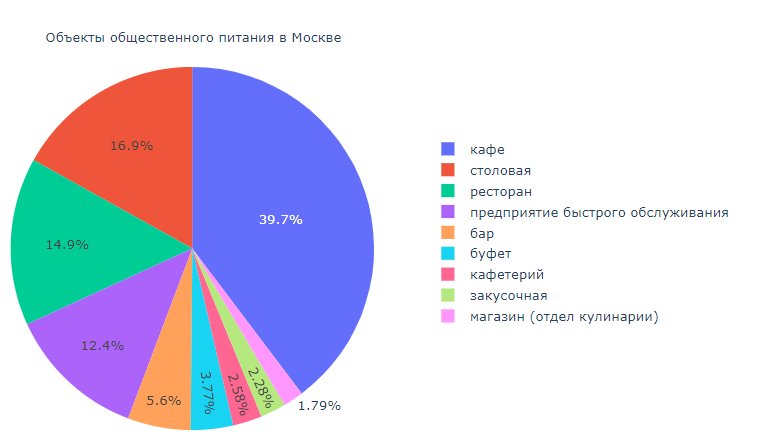 Объекты общественного питания в Москве
39.7%
16.9%
14.9%
12.4%
5.6%
3.77%
2.58%
2.28%
1.79%
кафе
столовая
ресторан
предприятие быстрого обслуживания
бар
буфет
кафетерий
закусочная
магазин (отдел кулинарии)